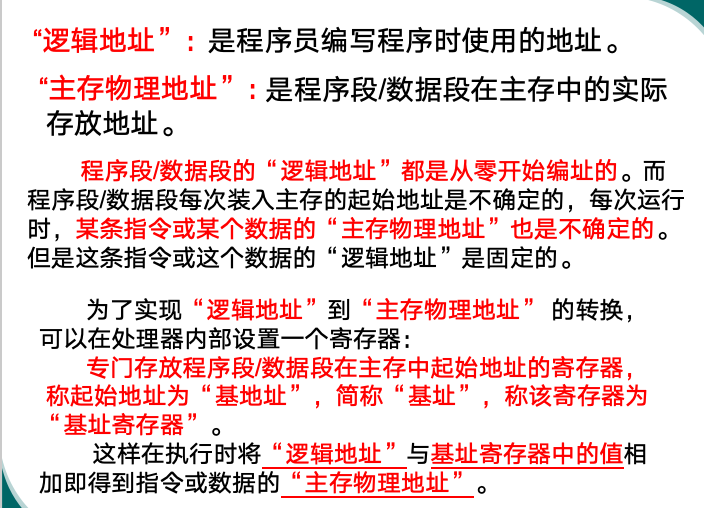 “逻辑地址”：是程序员编写程序时使用的地址。
“主存物理地址”：是程序段/数据段在主存中的实际
存放地址。
程序段/数据段的“逻辑地址”都是从零开始编址的。而
程序段/数据段每次装入主存的起始地址是不确定的，每次运行
时，某条指令或某个数据的“主存物理地址”也是不确定的。
但是这条指令或这个数据的“逻辑地址”是固定的。
为了实现“逻辑地址”到“主存物理地址” 的转换，
可以在处理器内部设置一个寄存器：
专门存放程序段/数据段在主存中起始地址的寄存器，
称起始地址为“基地址”，简称“基址”，称该寄存器为
“基址寄存器”。
这样在执行时将“逻辑地址”与基址寄存器中的值相
加即得到指令或数据的“主存物理地址”。